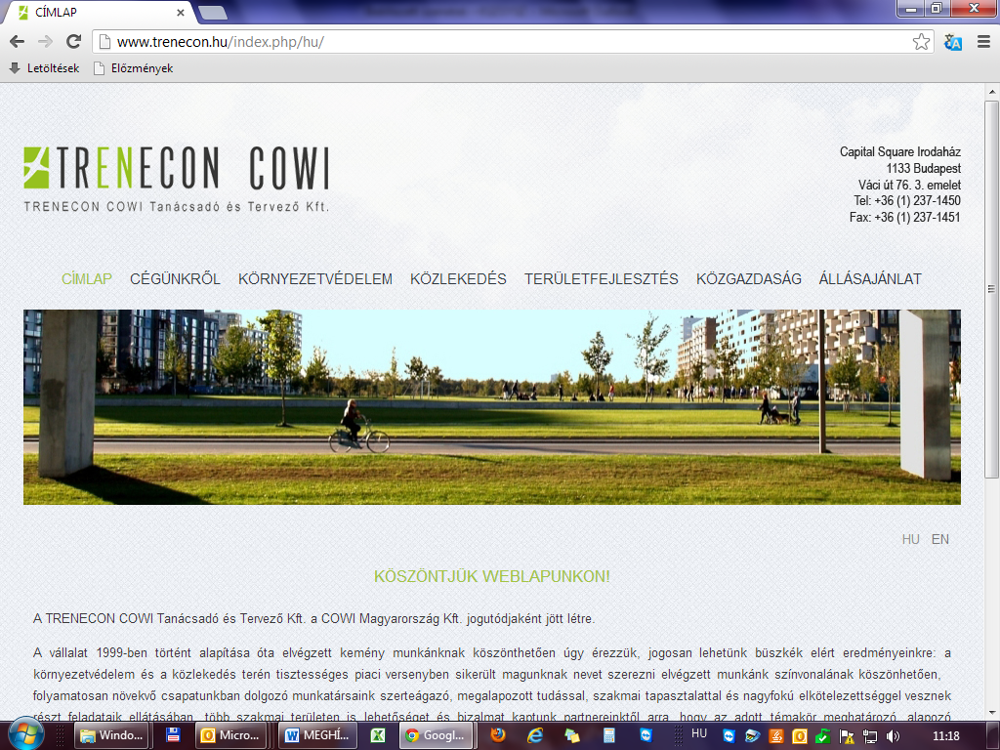 CÍMLAP
www.trenecon.hu/index.php/hu/
Letöltések Előzmények
TRENECON COWI
TRENECON COWI Tanácsadó és Tervező Kft.
Capital Square Irodaház
1133 Budapest
Váci út 76. 3. emelet
Tel: +36 (1) 237-1450
Fax: +36 (1) 237-1451
CÍMLAP CÉGÜNKRŐL KÖRNYEZETVÉDELEM KÖZLEKEDÉS TERÜLETFEJLESZTÉS KÖZGAZDASÁG ÁLLÁSAJÁNLAT
HU EN
KÖSZÖNTJÜK WEBLAPUNKON!
A TRENECON COWI Tanácsadó és Tervező Kft. a COWI Magyarország Kft. jogutódjaként jött létre.
A vállalat 1999-ben történt alapítása óta elvégzett kemény munkánknak köszönthetően úgy érezzük, jogosan lehetünk büszkék elért eredményeinkre: a
környezetvédelem és a közlekedés terén tisztességes piaci versenyben sikerült magunknak nevet szerezni elvégzett munkánk színvonalának köszönhetően,
folyamatosan növekvő csapatunkban dolgozó munkatársaink szerteágazó, megalapozott tudással, szakmai tapasztalattal és nagyfokú elkötelezettséggel vesznek
részt feladataik ellátásában, több szakmai területen is lehetőséget és bizalmat kaptunk partnereinktől arra, hogy az adott témakör meghatározó, alapozó
Windo... Micro... MEGHÍ... Googl... HU 11:18